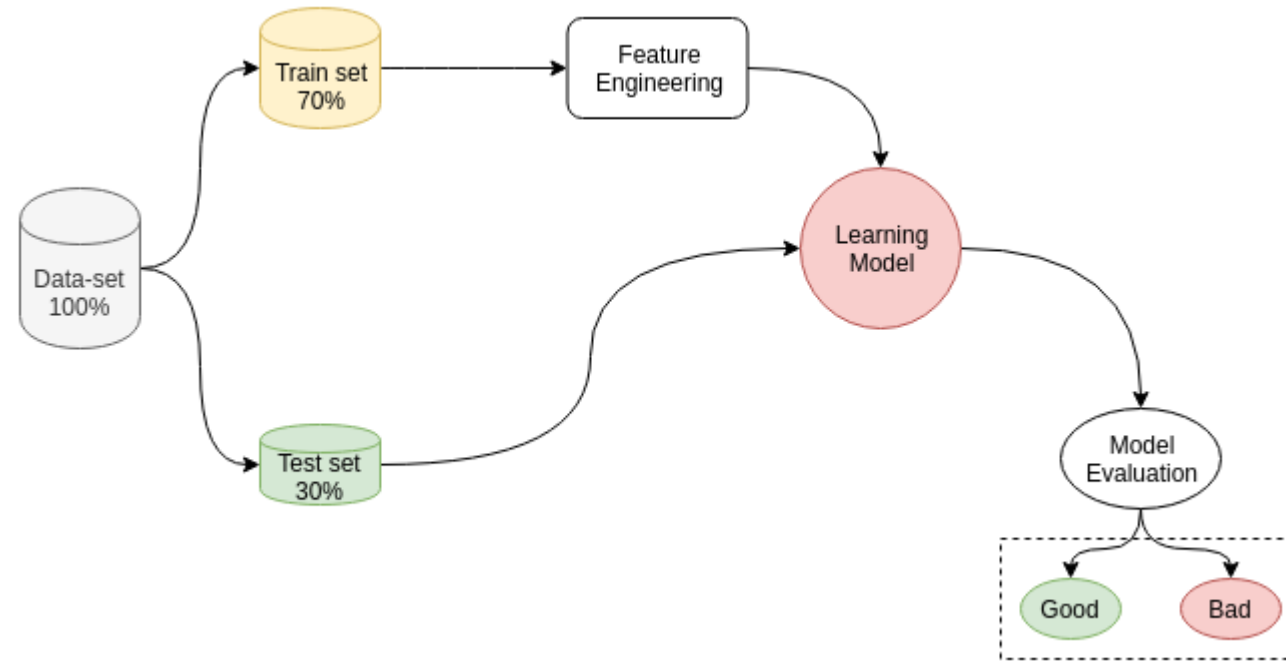 Train set
70%
Feature
Engineering
Data-set
100%
Learning
Model
Test set
30%
Model
Evaluation
Good
Bad